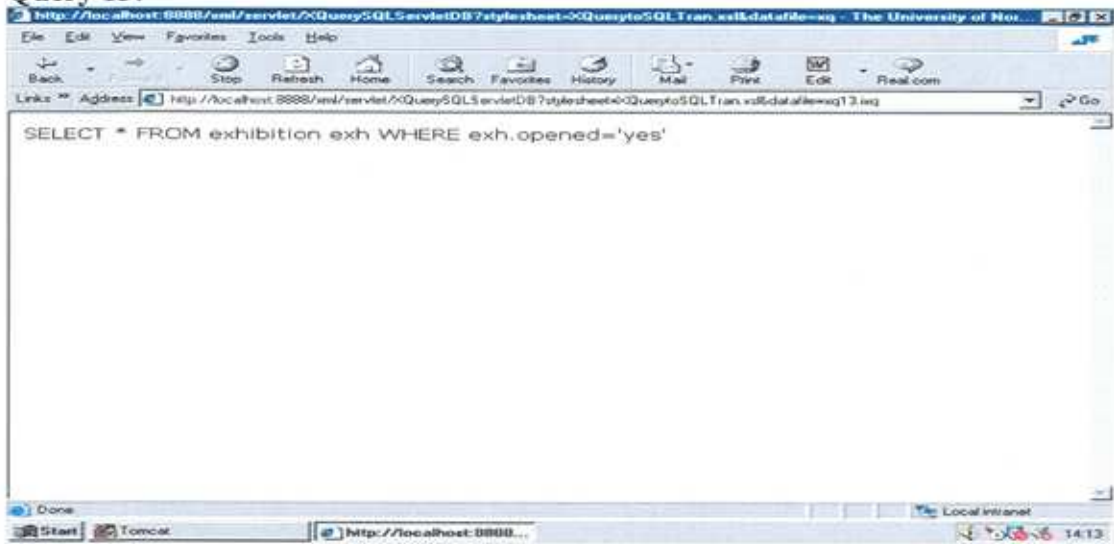 http://localhost:8888/xml/servlet/XQuerySQLServletDB?stylesheet=XQuerytoSQLTran.xsl&datafile=xq - The University of Nor...
File Edit View Favorites Tools Help
Back Stop Refresh Home Search Favorites History Mail Print Edit Real.com
Links » Address http://localhost:8888/xml/servlet/XQuerySQLServletDB?stylesheet=XQuerytoSQLTran.xsl&datafile=xq13.ixq Go
SELECT * FROM exhibition exh WHERE exh.opened='yes'
Done Local intranet
Start Tomcat http://localhost:8888... 14:13